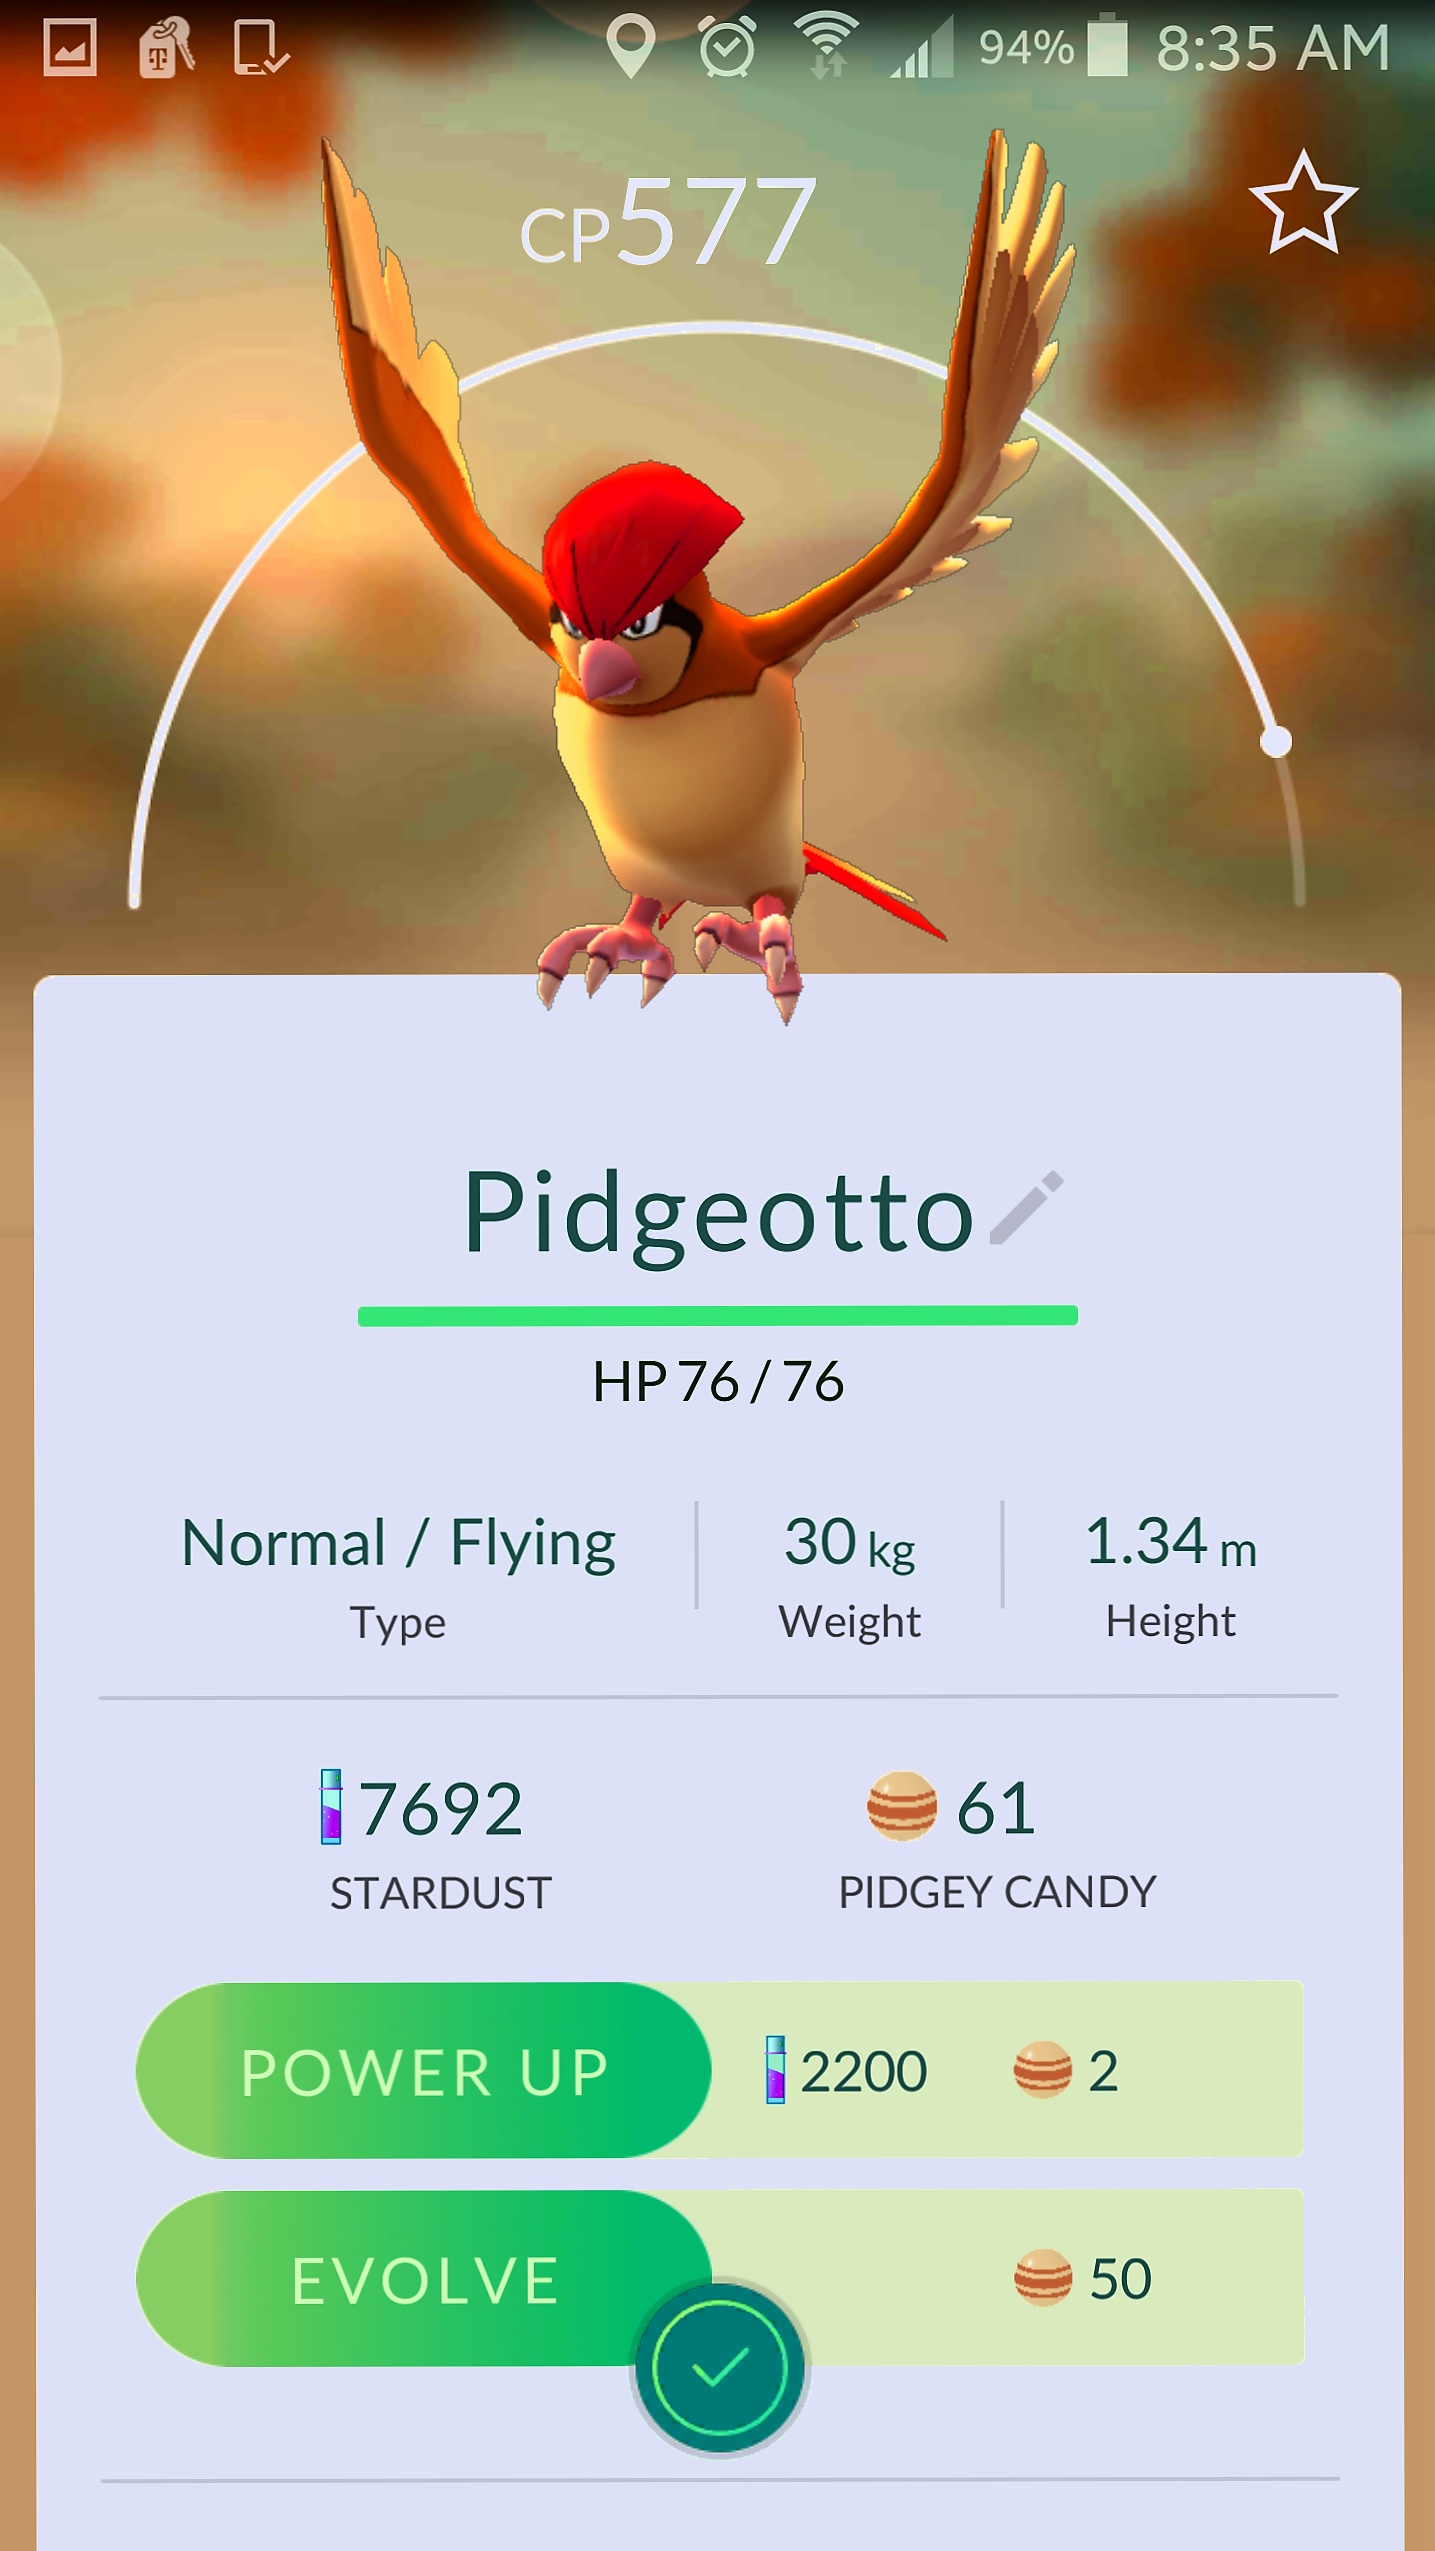 94% 8:35 AM
CP577
Pidgeotto
HP 76 / 76
Normal / Flying
Type
30 kg
Weight
1.34 m
Height
7692
STARDUST
61
PIDGEY CANDY
POWER UP
2200
2
EVOLVE
50